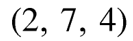 (2, 7, 4)